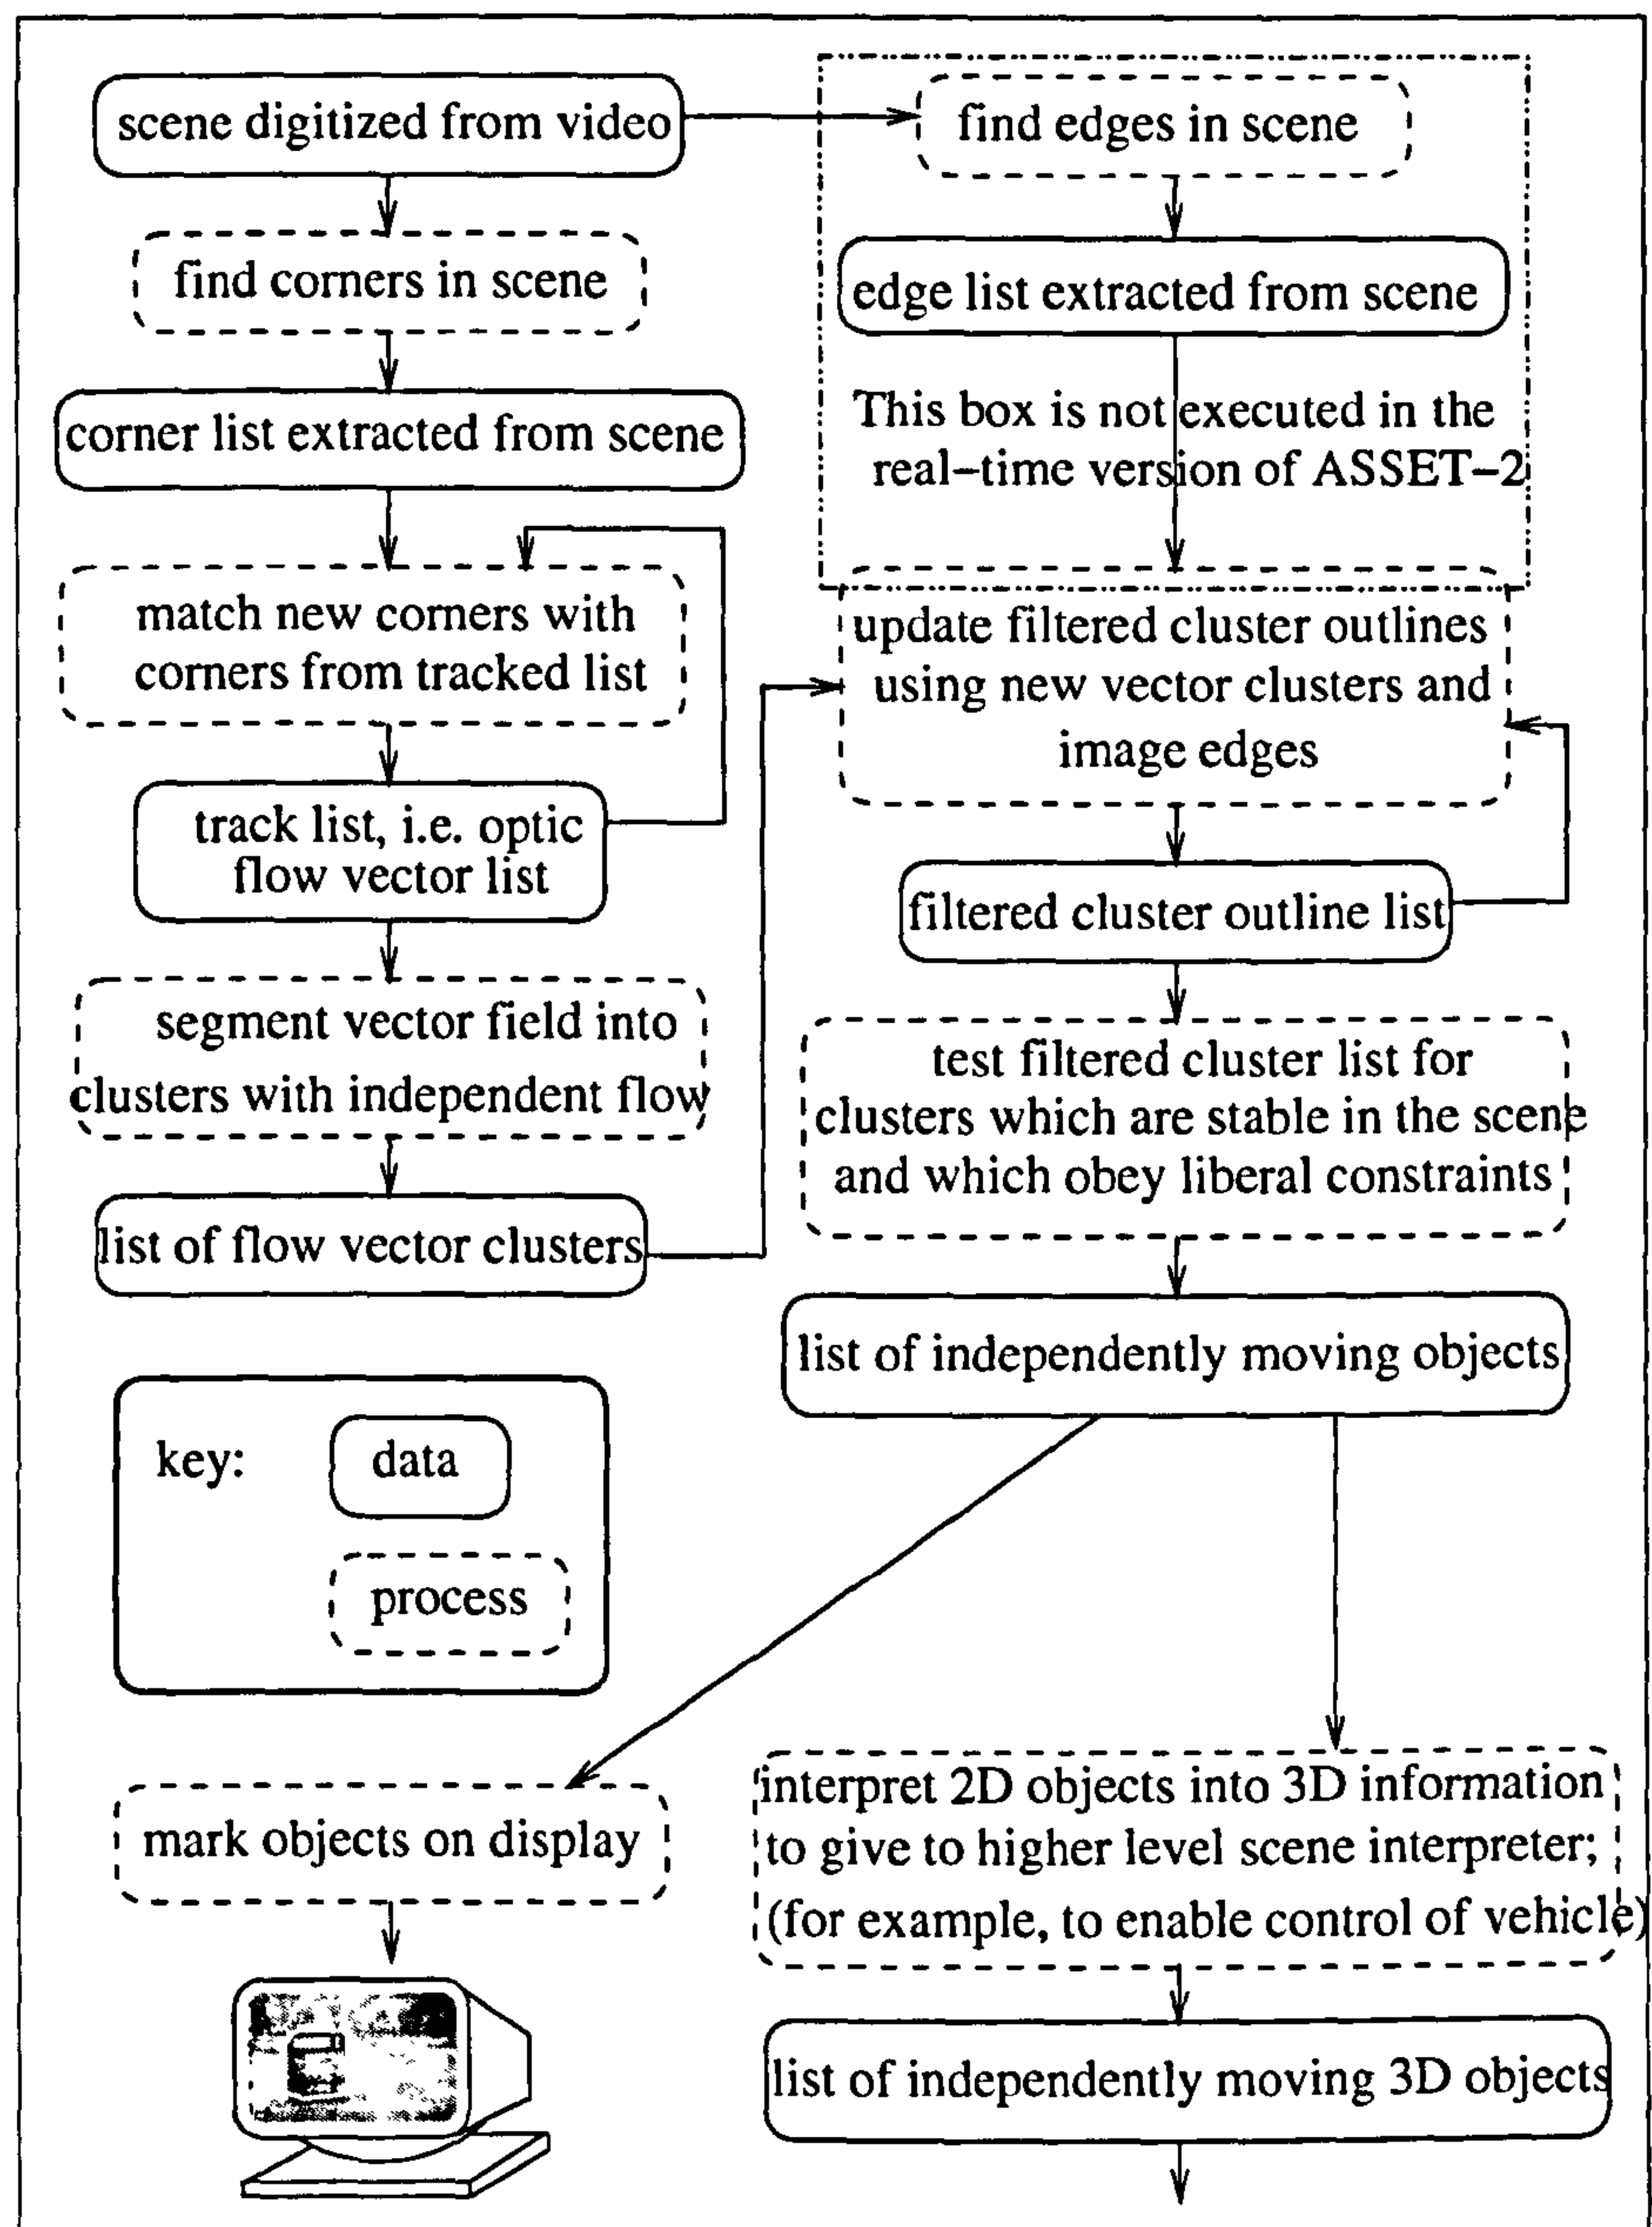 scene digitized from video
find corners in scene
corner list extracted from scene
match new corners with
corners from tracked list
track list, i.e. optic
flow vector list
segment vector field into
clusters with independent flow
list of flow vector clusters
find edges in scene
edge list extracted from scene
This box is not executed in the
real–time version of ASSET–2
update filtered cluster outlines
using new vector clusters and
image edges
filtered cluster outline list
test filtered cluster list for
clusters which are stable in the scene
and which obey liberal constraints
list of independently moving objects
key:
data
process
mark objects on display
interpret 2D objects into 3D information
to give to higher level scene interpreter;
(for example, to enable control of vehicle)
list of independently moving 3D objects